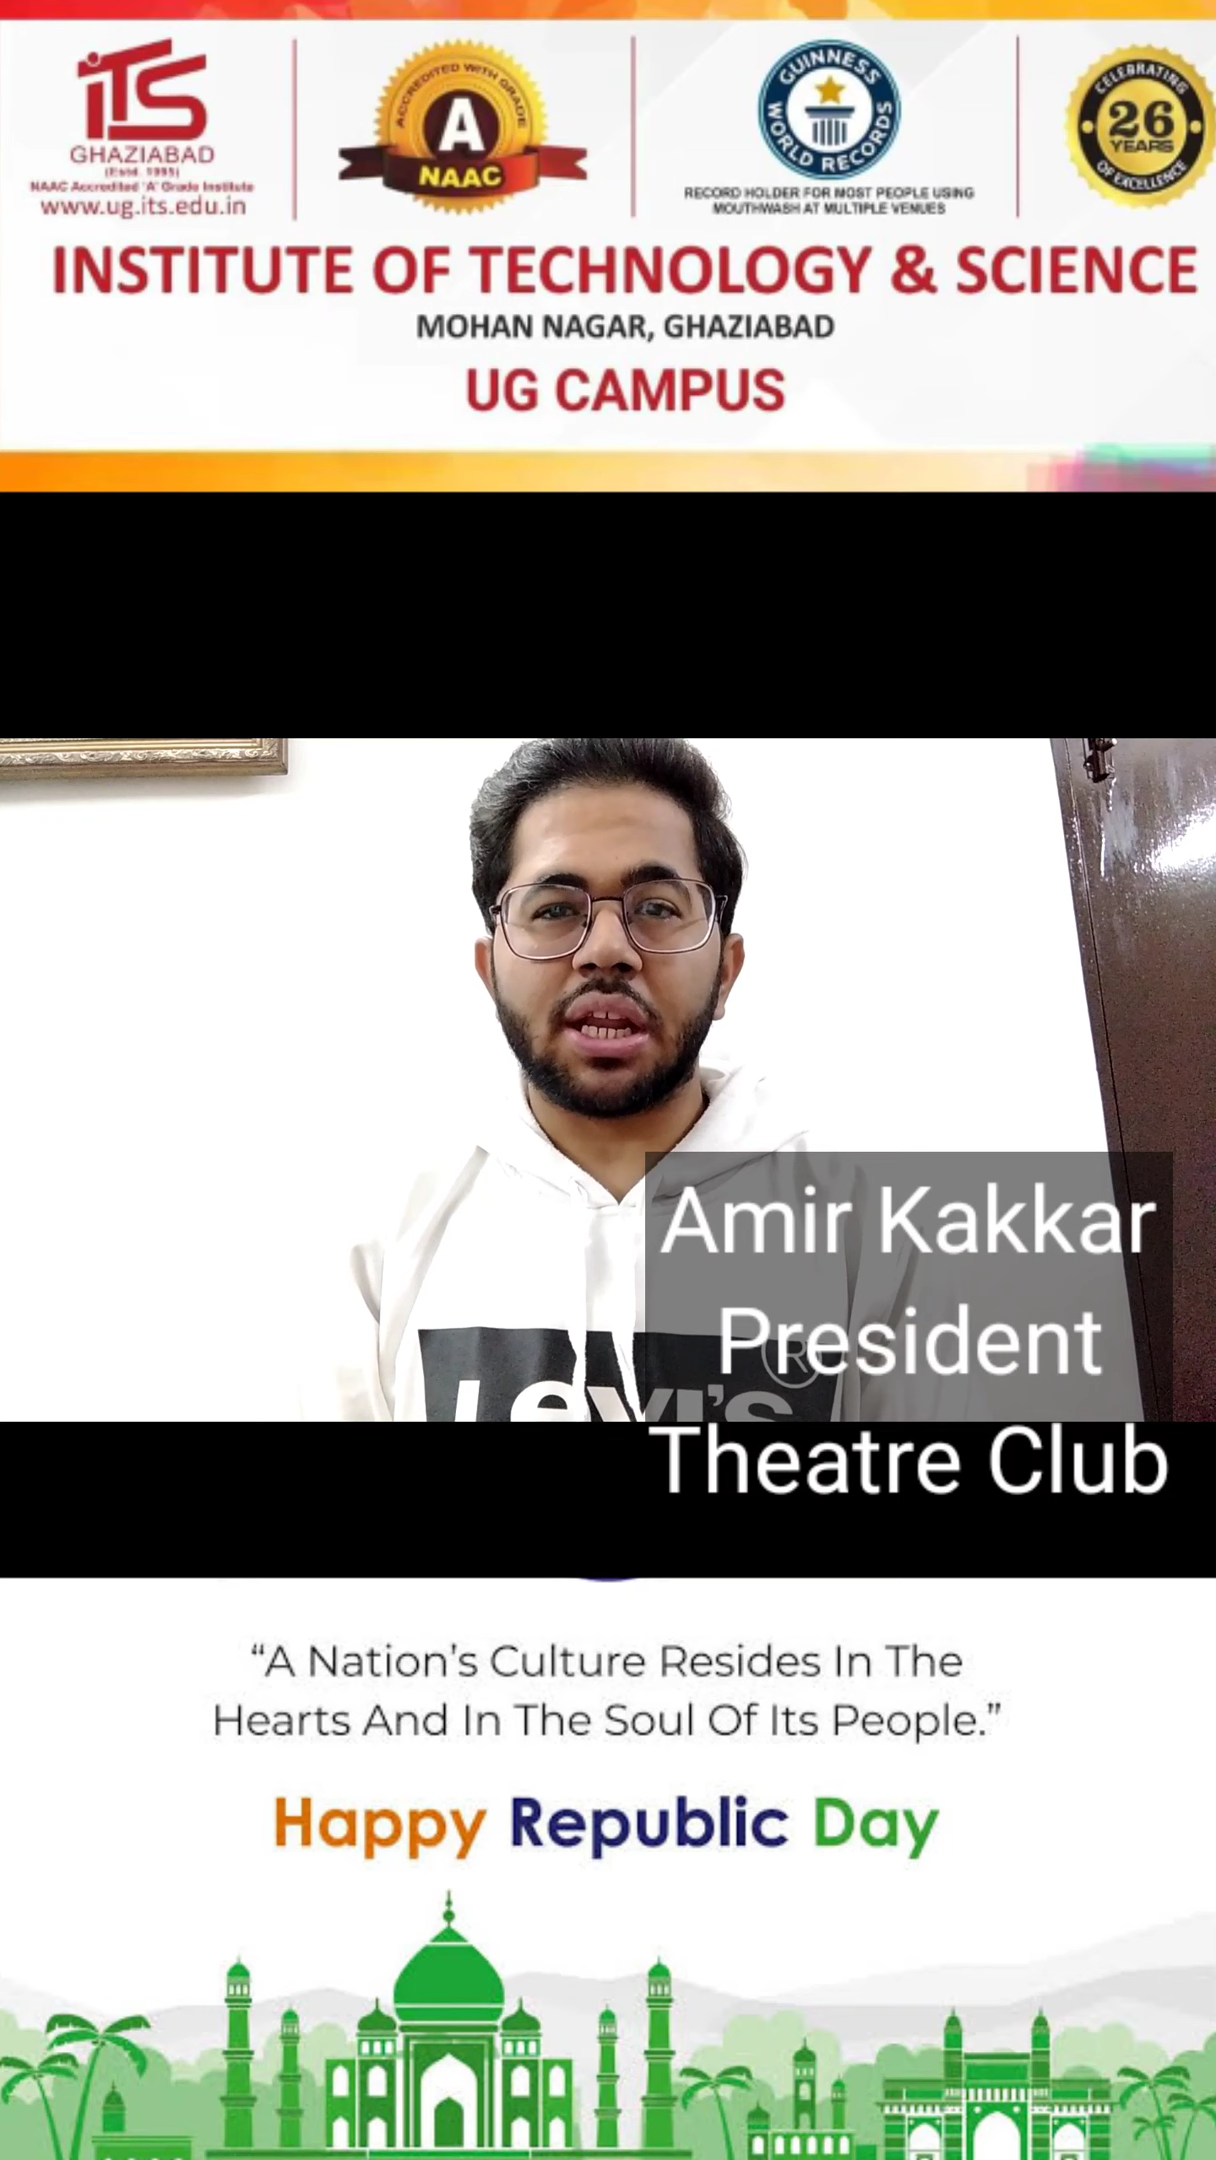 iTS
GHAZIABAD
(Estd. 1995)
NAAC Accredited 'A' Grade Institute
www.ug.its.edu.in
ACCREDITED WITH GRADE
A
NAAC
GUINNESS
WORLD RECORDS
RECORD HOLDER FOR MOST PEOPLE USING
MOUTHWASH AT MULTIPLE VENUES
CELEBRATING
26
YEARS
OF EXCELLENCE
INSTITUTE OF TECHNOLOGY & SCIENCE
MOHAN NAGAR, GHAZIABAD
UG CAMPUS
Amir Kakkar
President
Theatre Club
Levi's
®
“A Nation’s Culture Resides In The
Hearts And In The Soul Of Its People.”
Happy Republic Day